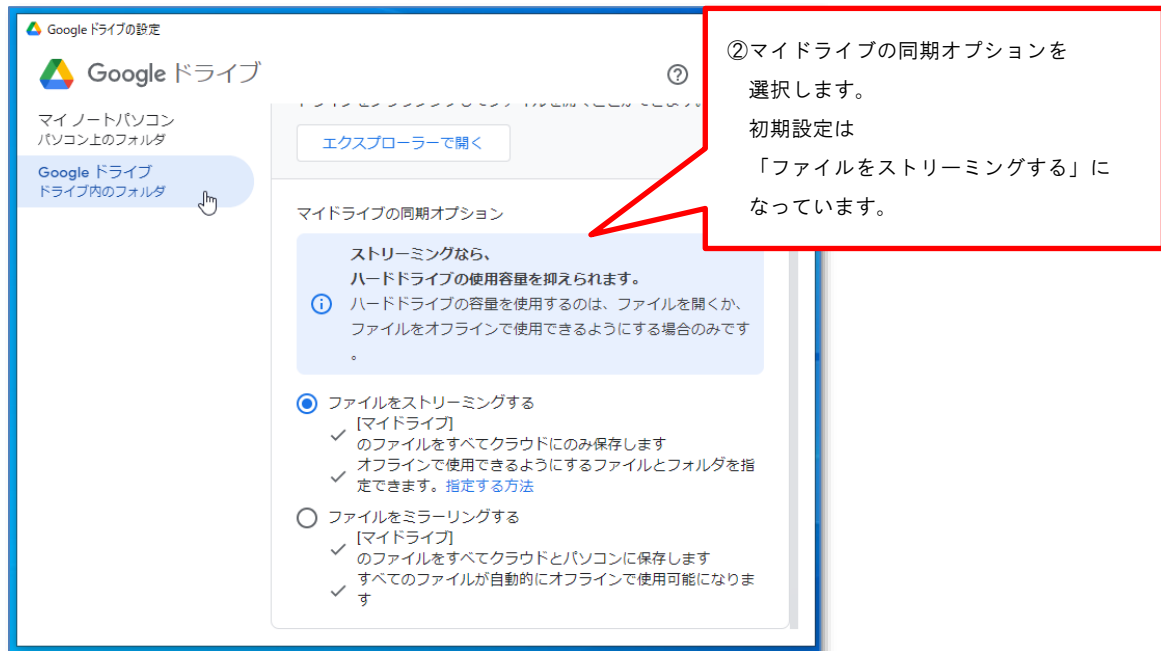 Google ドライブの設定
Google ドライブ
マイ ノートパソコン
パソコン上のフォルダ
Google ドライブ
ドライブ内のフォルダ
エクスプローラーで開く
マイドライブの同期オプション
ストリーミングなら、
ハードドライブの使用容量を抑えられます。
ハードドライブの容量を使用するのは、ファイルを開くか、
ファイルをオフラインで使用できるようにする場合のみです
。
ファイルをストリーミングする
[マイドライブ]
のファイルをすべてクラウドにのみ保存します
オフラインで使用できるようにするファイルとフォルダを指
定できます。指定する方法
ファイルをミラーリングする
[マイドライブ]
のファイルをすべてクラウドとパソコンに保存します
すべてのファイルが自動的にオフラインで使用可能になりま
す
②マイドライブの同期オプションを
選択します。
初期設定は
「ファイルをストリーミングする」に
なっています。